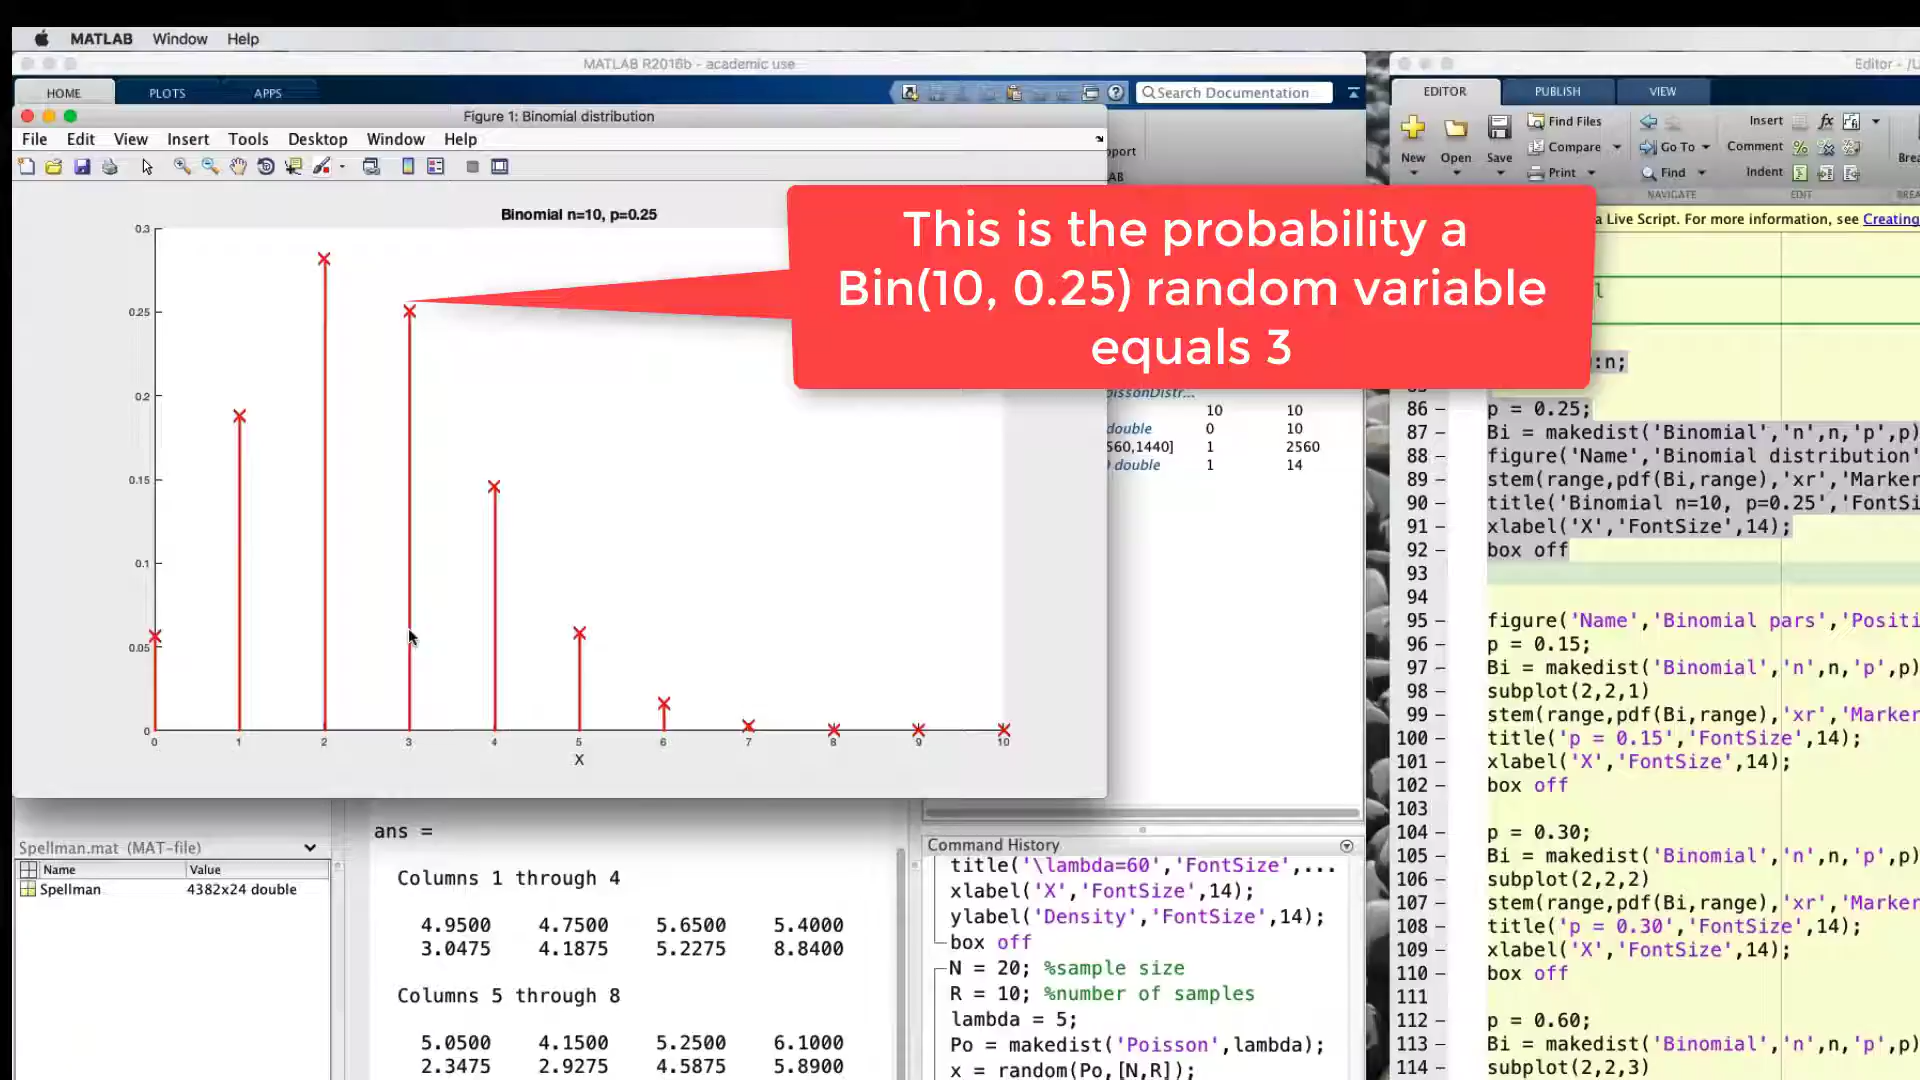 MATLAB Window Help
MATLAB R2016b - academic use
HOME PLOTS APPS
Search Documentation
Figure 1: Binomial distribution
File Edit View Insert Tools Desktop Window Help
port
AB
Binomial n=10, p=0.25
This is the probability a
Bin(10, 0.25) random variable
equals 3
0.3
0.25
0.2
0.15
0.1
0.05
0
0 1 2 3 4 5 6 7 8 9 10
X
oissonDistr...
10 10
double 0 10
560,1440] 1 2560
double 1 14
Spellman.mat (MAT-file)
Name Value
Spellman 4382x24 double
ans =
Columns 1 through 4
4.9500 4.7500 5.6500 5.4000
3.0475 4.1875 5.2275 8.8400
Columns 5 through 8
5.0500 4.1500 5.2500 6.1000
2.3475 2.9275 4.5875 5.8900
Command History
title('\lambda=60','FontSize',...
xlabel('X','FontSize',14);
ylabel('Density','FontSize',14);
box off
N = 20; %sample size
R = 10; %number of samples
lambda = 5;
Po = makedist('Poisson',lambda);
x = random(Po,[N,R]);
Editor - /U
EDITOR PUBLISH VIEW
New Open Save
Find Files
Compare
Print
Go To
Find
NAVIGATE
Insert fx
Comment
Indent
EDIT
Brea
BREA
a Live Script. For more information, see Creating
:n;
86 – p = 0.25;
87 – Bi = makedist('Binomial','n',n,'p',p)
88 – figure('Name','Binomial distribution'
89 – stem(range,pdf(Bi,range),'xr','Marker
90 – title('Binomial n=10, p=0.25','FontSi
91 – xlabel('X','FontSize',14);
92 – box off
93
94
95 – figure('Name','Binomial pars','Positi
96 – p = 0.15;
97 – Bi = makedist('Binomial','n',n,'p',p)
98 – subplot(2,2,1)
99 – stem(range,pdf(Bi,range),'xr','Marker
100 – title('p = 0.15','FontSize',14);
101 – xlabel('X','FontSize',14);
102 – box off
103
104 – p = 0.30;
105 – Bi = makedist('Binomial','n',n,'p',p)
106 – subplot(2,2,2)
107 – stem(range,pdf(Bi,range),'xr','Marker
108 – title('p = 0.30','FontSize',14);
109 – xlabel('X','FontSize',14);
110 – box off
111
112 – p = 0.60;
113 – Bi = makedist('Binomial','n',n,'p',p)
114 – subplot(2,2,3)